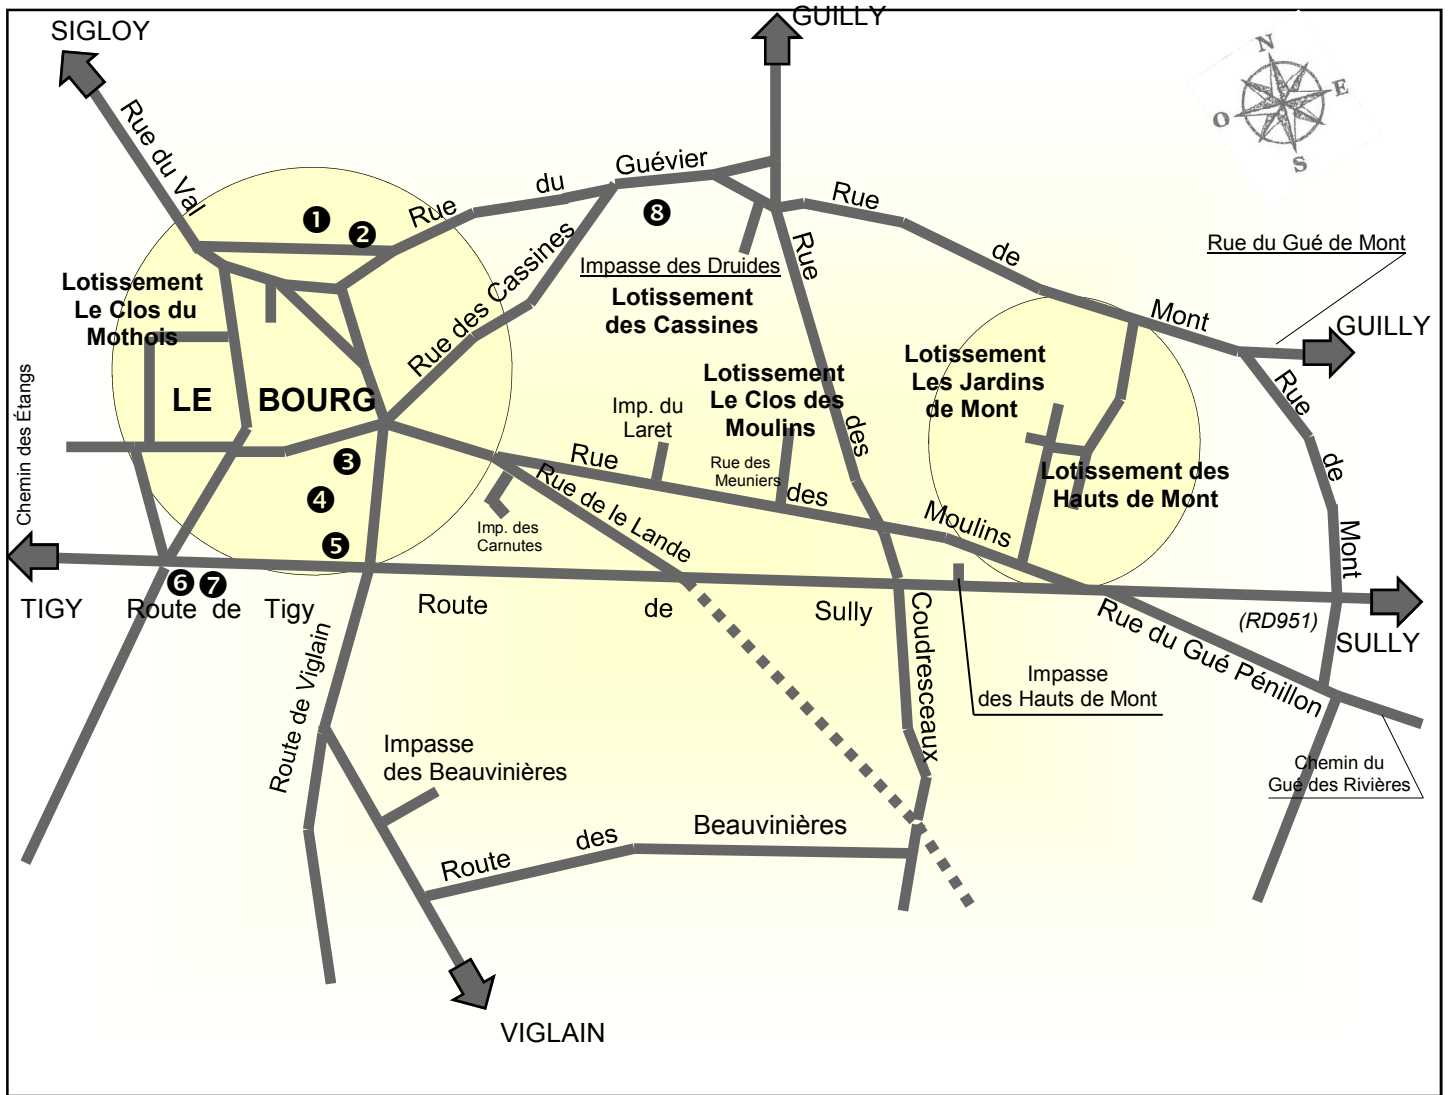 SIGLOY
GUILLY
N
E
O
S
Rue du Val
❶
❷
Rue du Guévier
❽
Rue de Mont
Rue du Gué de Mont
Lotissement
Le Clos du
Mothois
Rue des Cassines
Impasse des Druides
Lotissement
des Cassines
Rue des Coudresceaux
GUILLY
Lotissement
Les Jardins
de Mont
Lotissement
Le Clos des
Moulins
Rue de Mont
LE BOURG
Chemin des Étangs
Imp. du
Laret
Rue des
Meuniers
Rue des Moulins
Lotissement des
Hauts de Mont
❸
❹
❺
Rue de le Lande
Imp. des
Carnutes
❻ ❼
TIGY
Route de Tigy
Route de Sully
(RD951)
SULLY
Rue du Gué Pénillon
Impasse
des Hauts de Mont
Route de Viglain
Impasse
des Beauvinières
Chemin du
Gué des Rivières
Route des Beauvinières
VIGLAIN